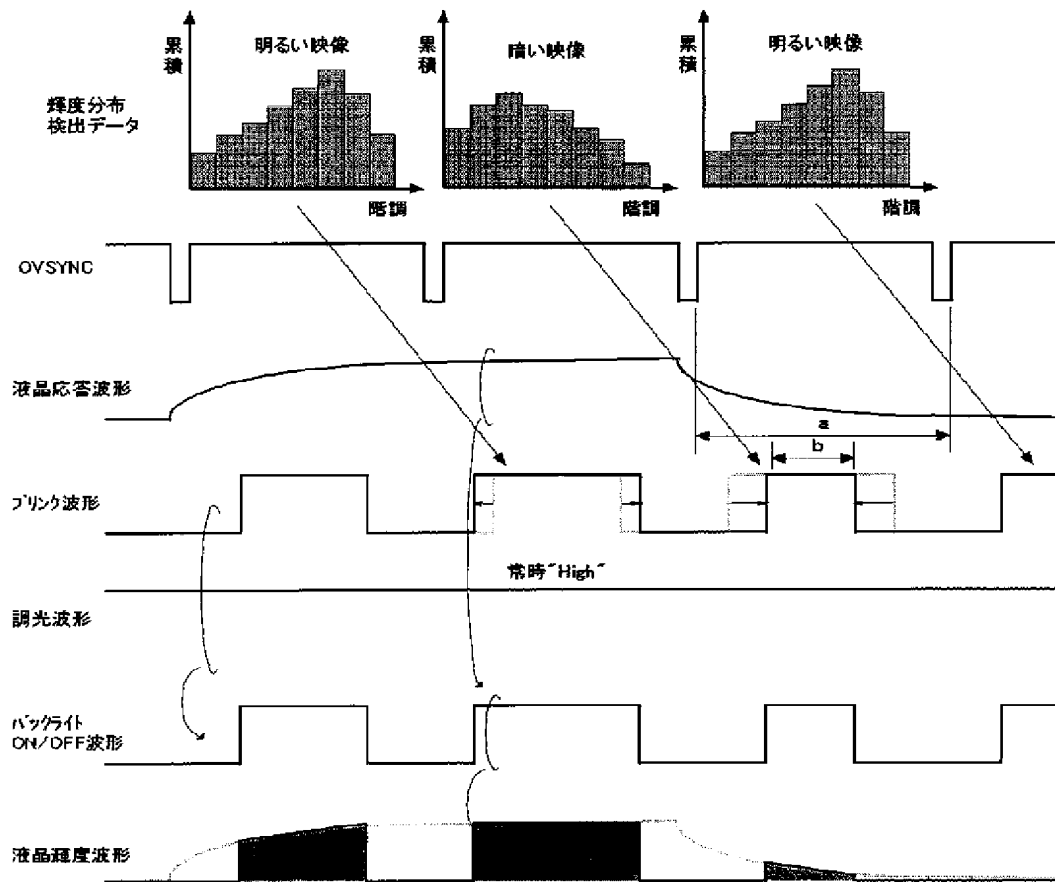 明るい映像
暗い映像
明るい映像
累積
累積
累積
輝度分布
検出データ
階調
階調
階調
OVSYNC
液晶応答波形
a
b
ブリンク波形
常時"High"
調光波形
バックライト
ON/OFF波形
液晶輝度波形